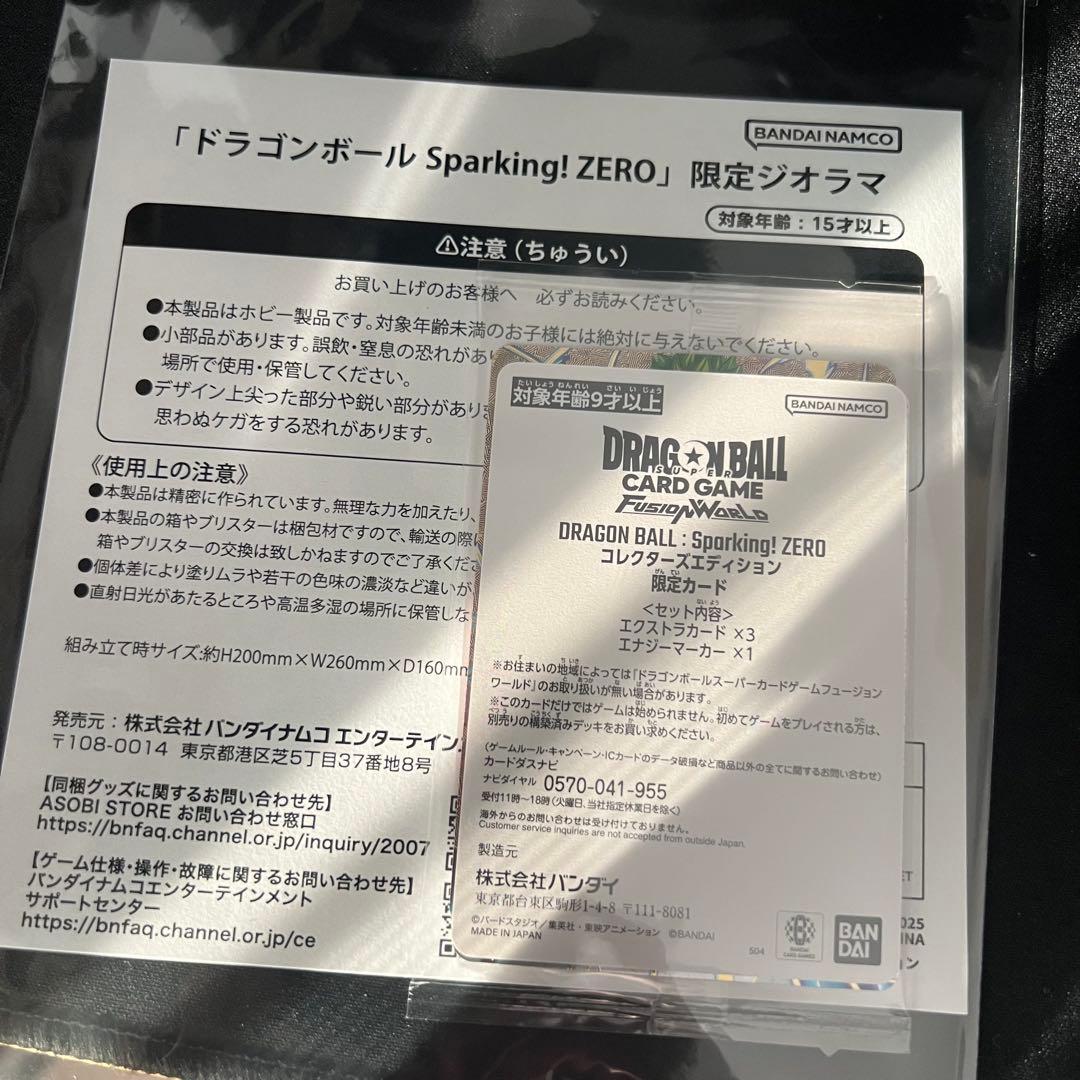 BANDAI NAMCO
「ドラゴンボール Sparking! ZERO」限定ジオラマ
対象年齢：15才以上
⚠注意（ちゅうい）
お買い上げのお客様へ　必ずお読みください。
●本製品はホビー製品です。対象年齢未満のお子様には絶対に与えないでください。
●小部品があります。誤飲・窒息の恐れがあ
場所で使用・保管してください。
●デザイン上尖った部分や鋭い部分があり
思わぬケガをする恐れがあります。
《使用上の注意》
●本製品は精密に作られています。無理な力を加えたり、
●本製品の箱やブリスターは梱包材ですので、輸送の際に
箱やブリスターの交換は致しかねますのでご了承くださ
●個体差により塗りムラや若干の色味の濃淡など違いが
●直射日光があたるところや高温多湿の場所に保管しな
組み立て時サイズ:約H200mm×W260mm×D160mm
発売元：株式会社バンダイナムコ エンターテイン
〒108-0014 東京都港区芝5丁目37番地8号
【同梱グッズに関するお問い合わせ先】
ASOBI STORE お問い合わせ窓口
https://bnfaq.channel.or.jp/inquiry/2007
【ゲーム仕様・操作・故障に関するお問い合わせ先】
バンダイナムコエンターテインメント
サポートセンター
https://bnfaq.channel.or.jp/ce
たいしょうねんれい さい いじょう
対象年齢9才以上
BANDAI NAMCO
DRAGON BALL
SUPER
CARD GAME
FUSION WORLD
DRAGON BALL : Sparking! ZERO
コレクターズエディション
げんてい
限定カード
ないよう
＜セット内容＞
エクストラカード ×3
エナジーマーカー ×1
※お住まいの地域によっては『ドラゴンボールスーパーカードゲームフュージョン
ワールド』のお取り扱いが無い場合があります。
※このカードだけではゲームは始められません。初めてゲームをプレイされる方は、
別売りの構築済みデッキをお買い求めください。
（ゲームルール・キャンペーン・ICカードのデータ破損など商品以外の全てに関するお問い合わせ）
カードダスナビ
ナビダイヤル 0570-041-955
受付11時〜18時（火曜日、当社指定休業日を除く）
海外からのお問い合わせは受け付けておりません。
Customer service inquiries are not accepted from outside Japan.
製造元
株式会社バンダイ
東京都台東区駒形1-4-8 〒111-8081
©バードスタジオ／集英社・東映アニメーション ©BANDAI
MADE IN JAPAN
504
BANDAI
CARD GAMES
BAN
DAI
ET
025
INA
ン